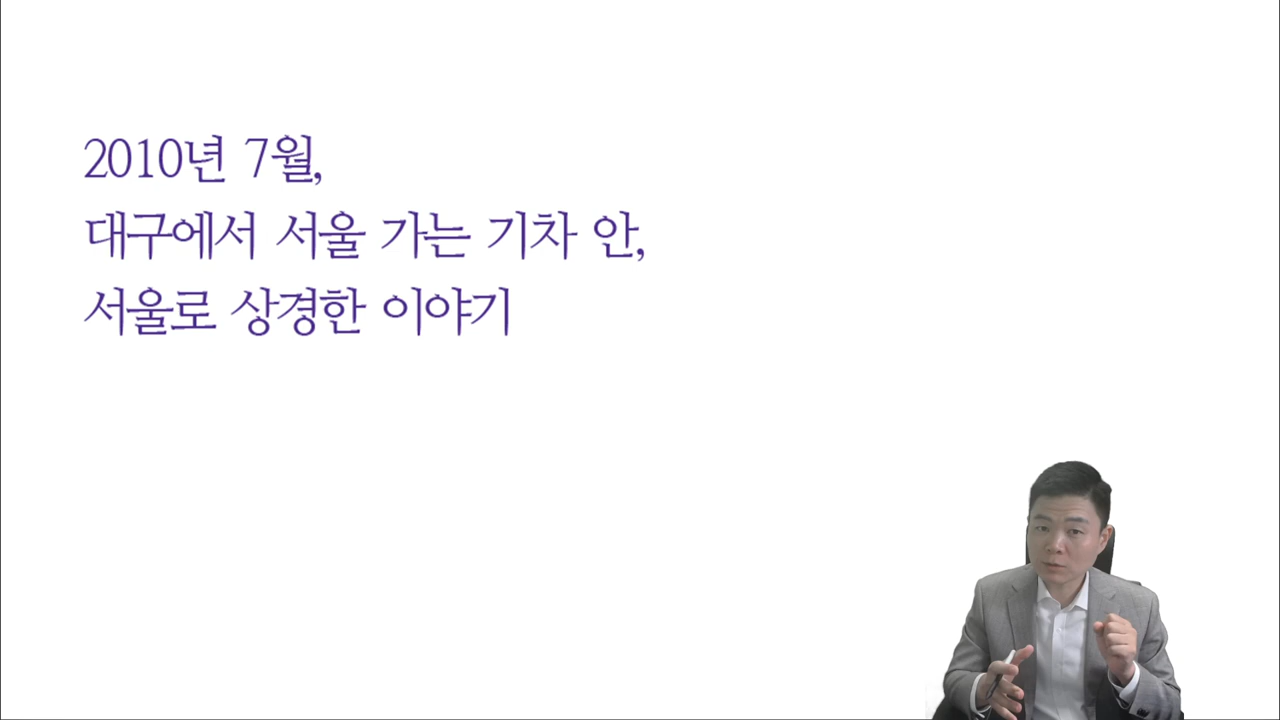 2010년 7월,
대구에서 서울 가는 기차 안,
서울로 상경한 이야기